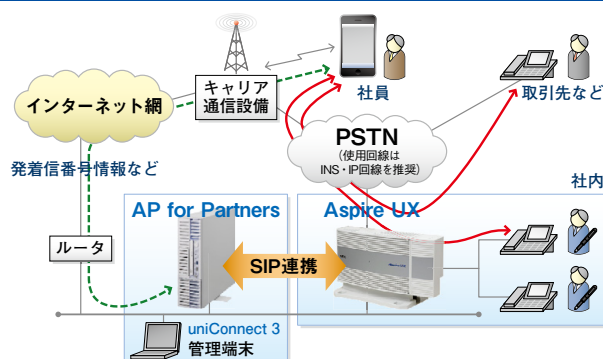 キャリア
通信設備
インターネット網
社員
取引先など
PSTN
(使用回線は
INS・IP回線を推奨)
発着信番号情報など
社内
AP for Partners
Aspire UX
ルータ
SIP連携
uniConnect 3
管理端末